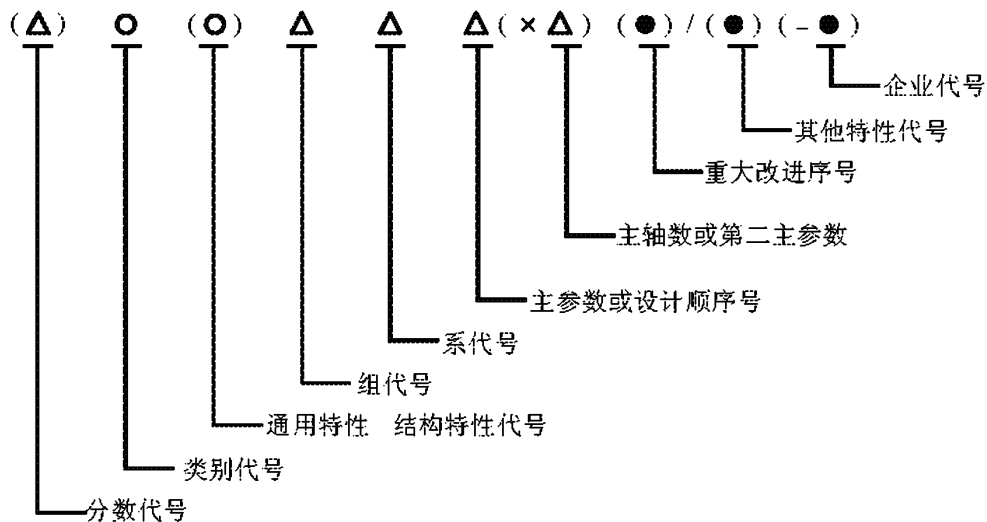 (△) ○ (○) △ △ △(×△) (●)/(●)(-●)
企业代号
其他特性代号
重大改进序号
主轴数或第二主参数
主参数或设计顺序号
系代号
组代号
通用特性 结构特性代号
类别代号
分数代号